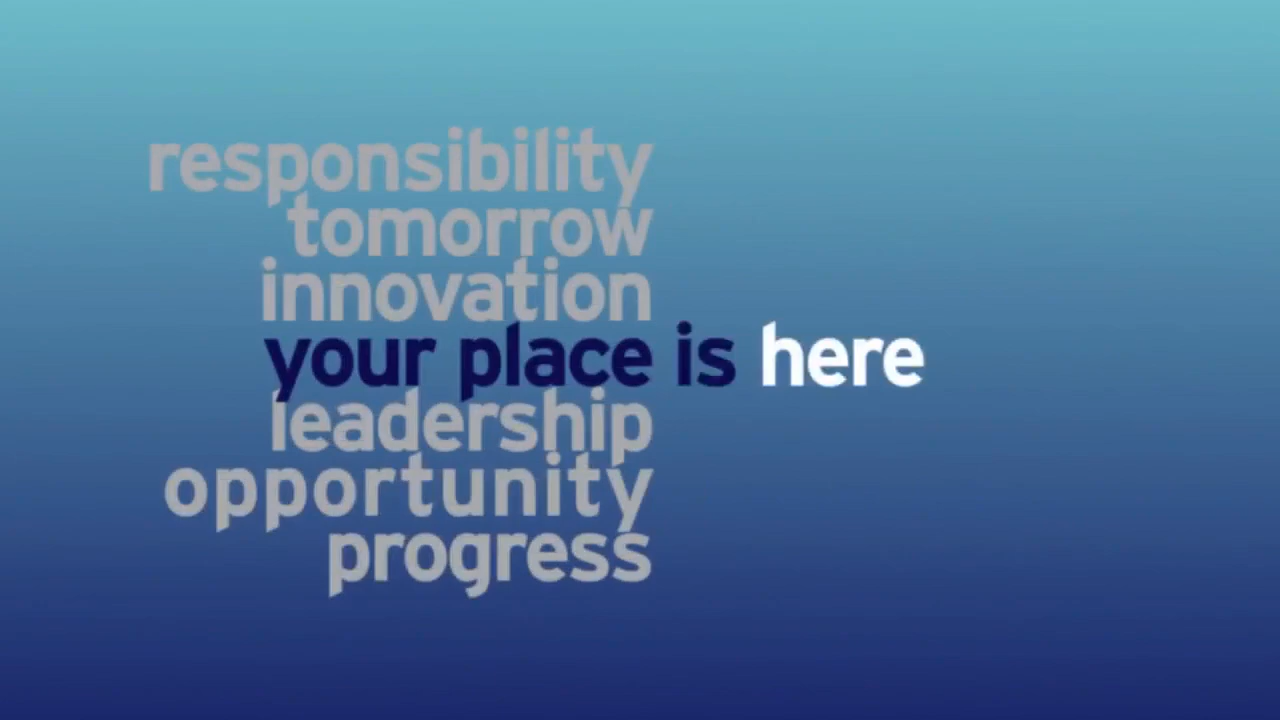 responsibility
tomorrow
innovation
your place is here
leadership
opportunity
progress